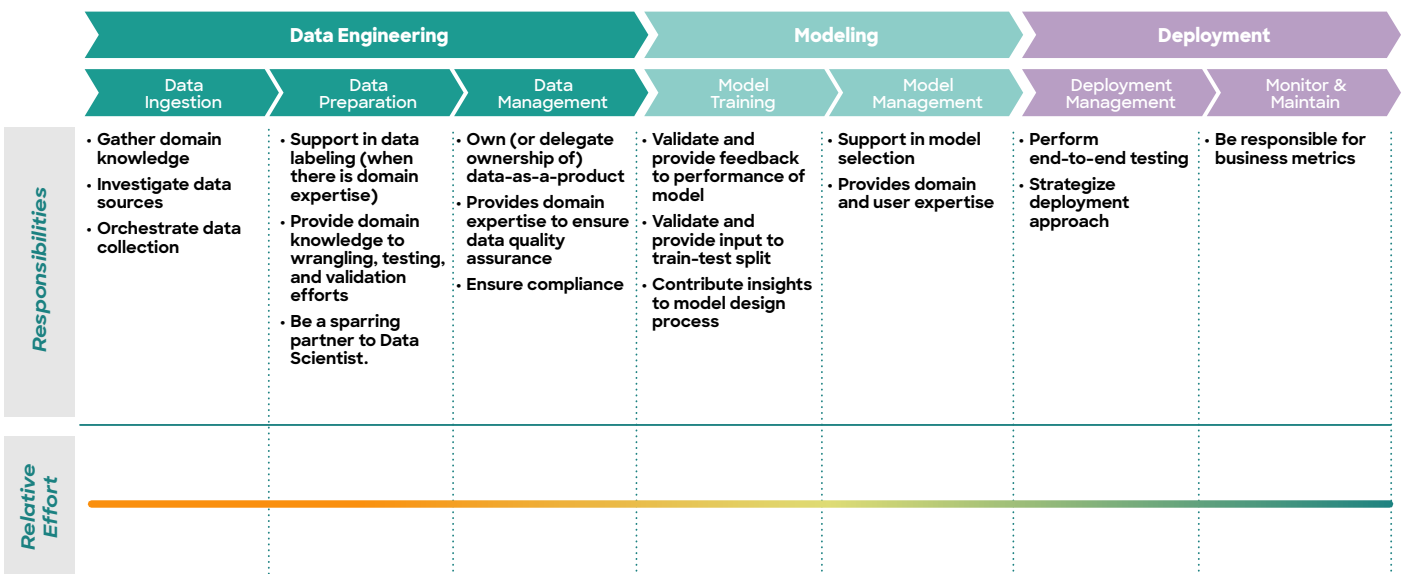 Data Engineering
Modeling
Deployment
Data
Ingestion
Data
Preparation
Data
Management
Model
Training
Model
Management
Deployment
Management
Monitor &
Maintain
Responsibilities
• Gather domain
knowledge
• Investigate data
sources
• Orchestrate data
collection
• Support in data
labeling (when
there is domain
expertise)
• Provide domain
knowledge to
wrangling, testing,
and validation
efforts
• Be a sparring
partner to Data
Scientist.
• Own (or delegate
ownership of)
data-as-a-product
• Provides domain
expertise to ensure
data quality
assurance
• Ensure compliance
• Validate and
provide feedback
to performance of
model
• Validate and
provide input to
train-test split
• Contribute insights
to model design
process
• Support in model
selection
• Provides domain
and user expertise
• Perform
end-to-end testing
• Strategize
deployment
approach
• Be responsible for
business metrics
Relative
Effort